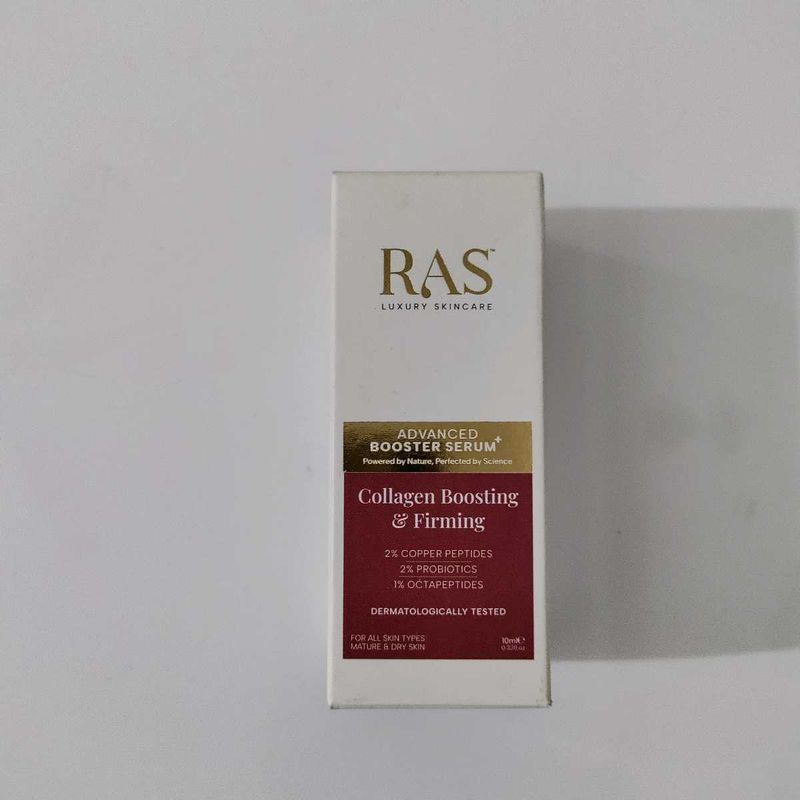 RAS™
LUXURY SKINCARE
ADVANCED
BOOSTER SERUM+
Powered by Nature, Perfected by Science
Collagen Boosting
& Firming
2% COPPER PEPTIDES
2% PROBIOTICS
1% OCTAPEPTIDES
DERMATOLOGICALLY TESTED
FOR ALL SKIN TYPES
MATURE & DRY SKIN
10ml℮